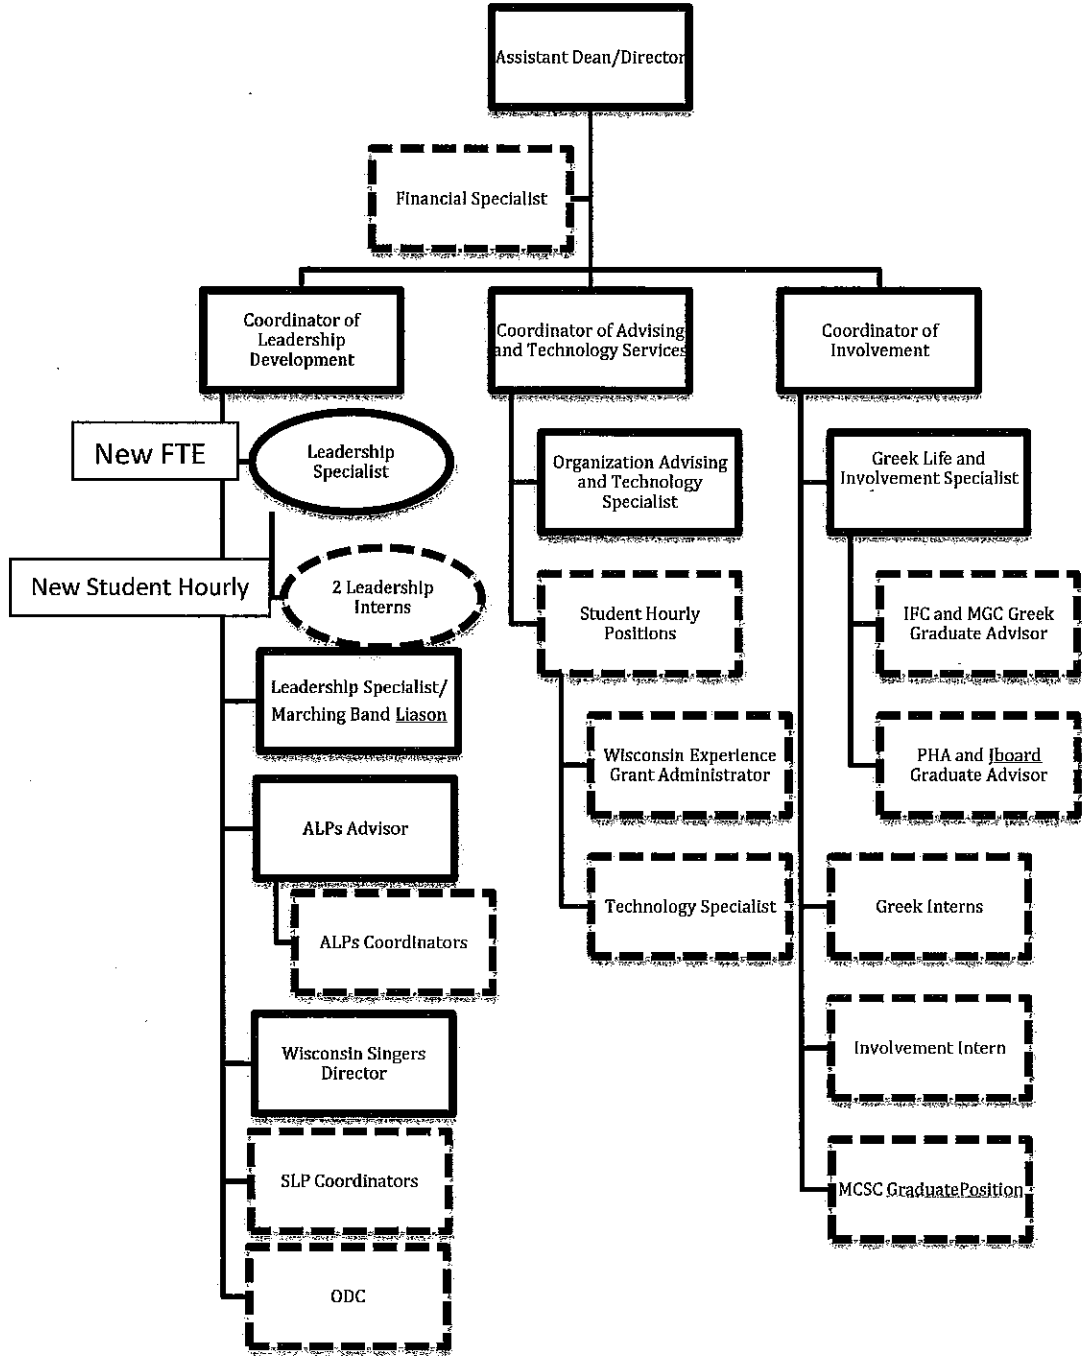 Assistant Dean/Director
Financial Specialist
Coordinator of
Leadership
Development
Coordinator of Advising
and Technology Services
Coordinator of
Involvement
New FTE
Leadership
Specialist
New Student Hourly
2 Leadership
Interns
Leadership Specialist/
Marching Band Liason
ALPs Advisor
ALPs Coordinators
Wisconsin Singers
Director
SLP Coordinators
ODC
Organization Advising
and Technology
Specialist
Student Hourly
Positions
Wisconsin Experience
Grant Administrator
Technology Specialist
Greek Life and
Involvement Specialist
IFC and MGC Greek
Graduate Advisor
PHA and Jboard
Graduate Advisor
Greek Interns
Involvement Intern
MCSC GraduatePosition